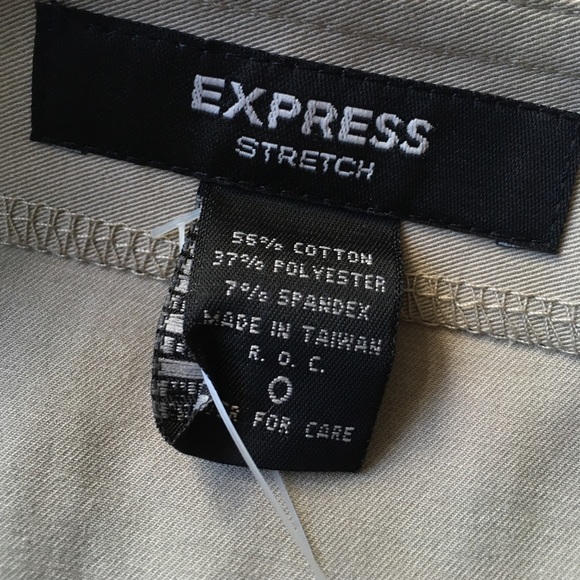 EXPRESS
STRETCH
56% COTTON
37% POLYESTER
7% SPANDEX
MADE IN TAIWAN
R. O. C.
0
FOR CARE